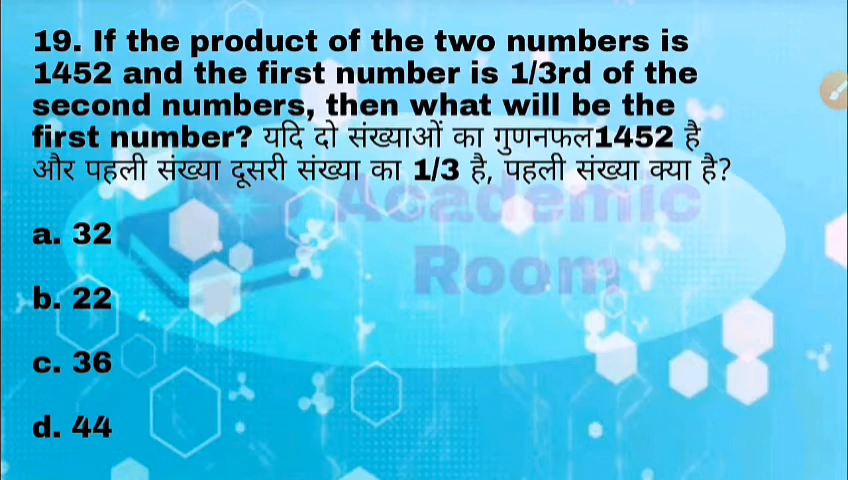 19. If the product of the two numbers is
1452 and the first number is 1/3rd of the
second numbers, then what will be the
first number? यदि दो संख्याओं का गुणनफल1452 है
और पहली संख्या दूसरी संख्या का 1/3 है, पहली संख्या क्या है?
Academic
Room
a. 32
b. 22
c. 36
d. 44